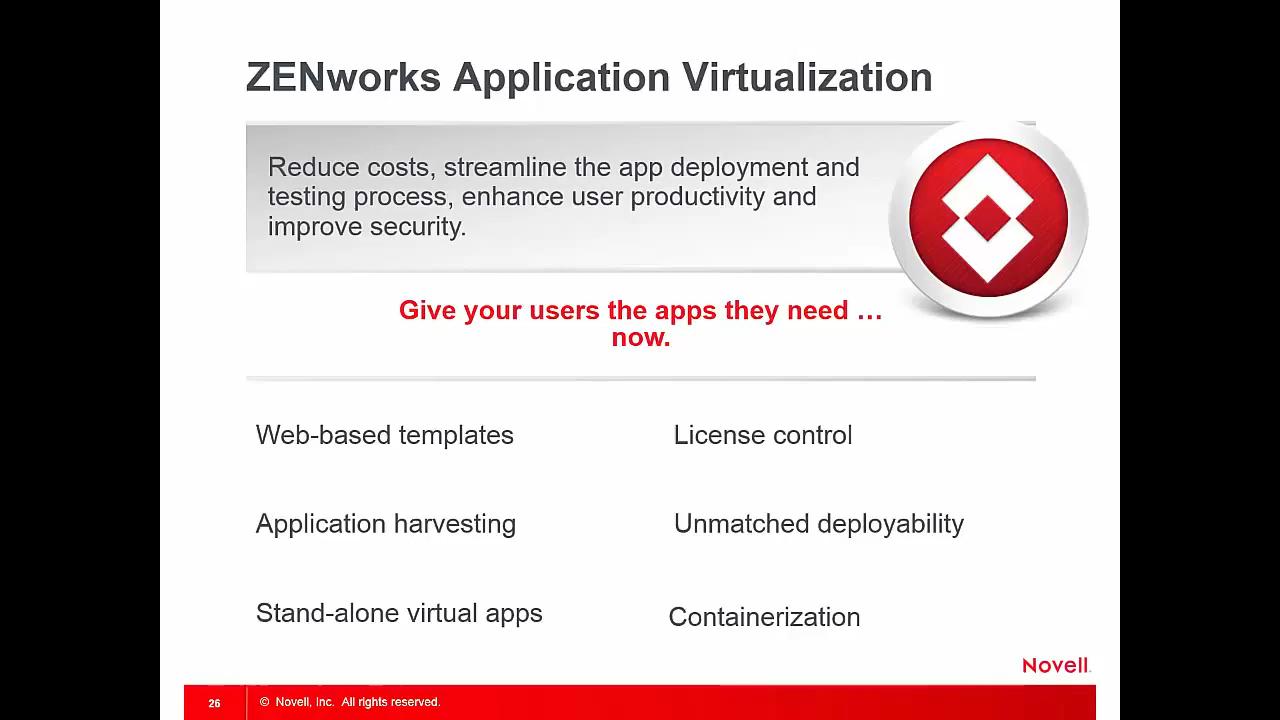 ZENworks Application Virtualization
Reduce costs, streamline the app deployment and
testing process, enhance user productivity and
improve security.
Give your users the apps they need …
now.
Web-based templates
License control
Application harvesting
Unmatched deployability
Stand-alone virtual apps
Containerization
Novell.
26
© Novell, Inc. All rights reserved.